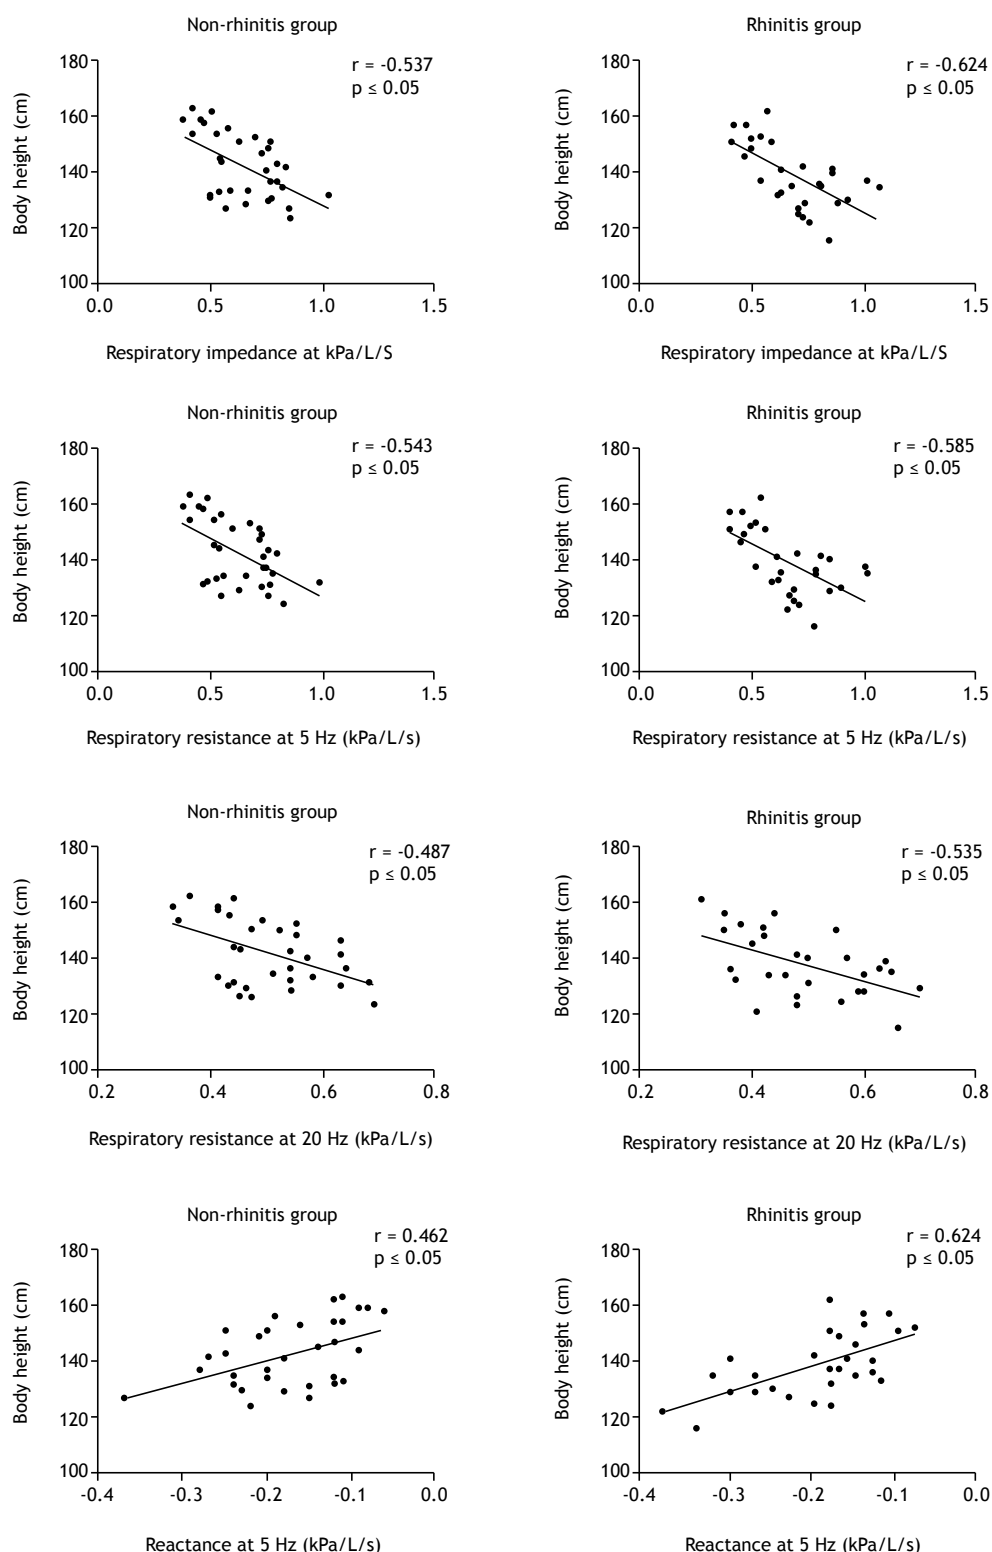 Non-rhinitis group
r = -0.537
p ≤ 0.05
Body height (cm)
180
160
140
120
100
0.0 0.5 1.0 1.5
Respiratory impedance at kPa/L/S
Rhinitis group
r = -0.624
p ≤ 0.05
Body height (cm)
180
160
140
120
100
0.0 0.5 1.0 1.5
Respiratory impedance at kPa/L/S
Non-rhinitis group
r = -0.543
p ≤ 0.05
Body height (cm)
180
160
140
120
100
0.0 0.5 1.0 1.5
Respiratory resistance at 5 Hz (kPa/L/s)
Rhinitis group
r = -0.585
p ≤ 0.05
Body height (cm)
180
160
140
120
100
0.0 0.5 1.0 1.5
Respiratory resistance at 5 Hz (kPa/L/s)
Non-rhinitis group
r = -0.487
p ≤ 0.05
Body height (cm)
180
160
140
120
100
0.2 0.4 0.6 0.8
Respiratory resistance at 20 Hz (kPa/L/s)
Rhinitis group
r = -0.535
p ≤ 0.05
Body height (cm)
180
160
140
120
100
0.2 0.4 0.6 0.8
Respiratory resistance at 20 Hz (kPa/L/s)
Non-rhinitis group
r = 0.462
p ≤ 0.05
Body height (cm)
180
160
140
120
100
-0.4 -0.3 -0.2 -0.1 0.0
Reactance at 5 Hz (kPa/L/s)
Rhinitis group
r = 0.624
p ≤ 0.05
Body height (cm)
180
160
140
120
100
-0.4 -0.3 -0.2 -0.1 0.0
Reactance at 5 Hz (kPa/L/s)